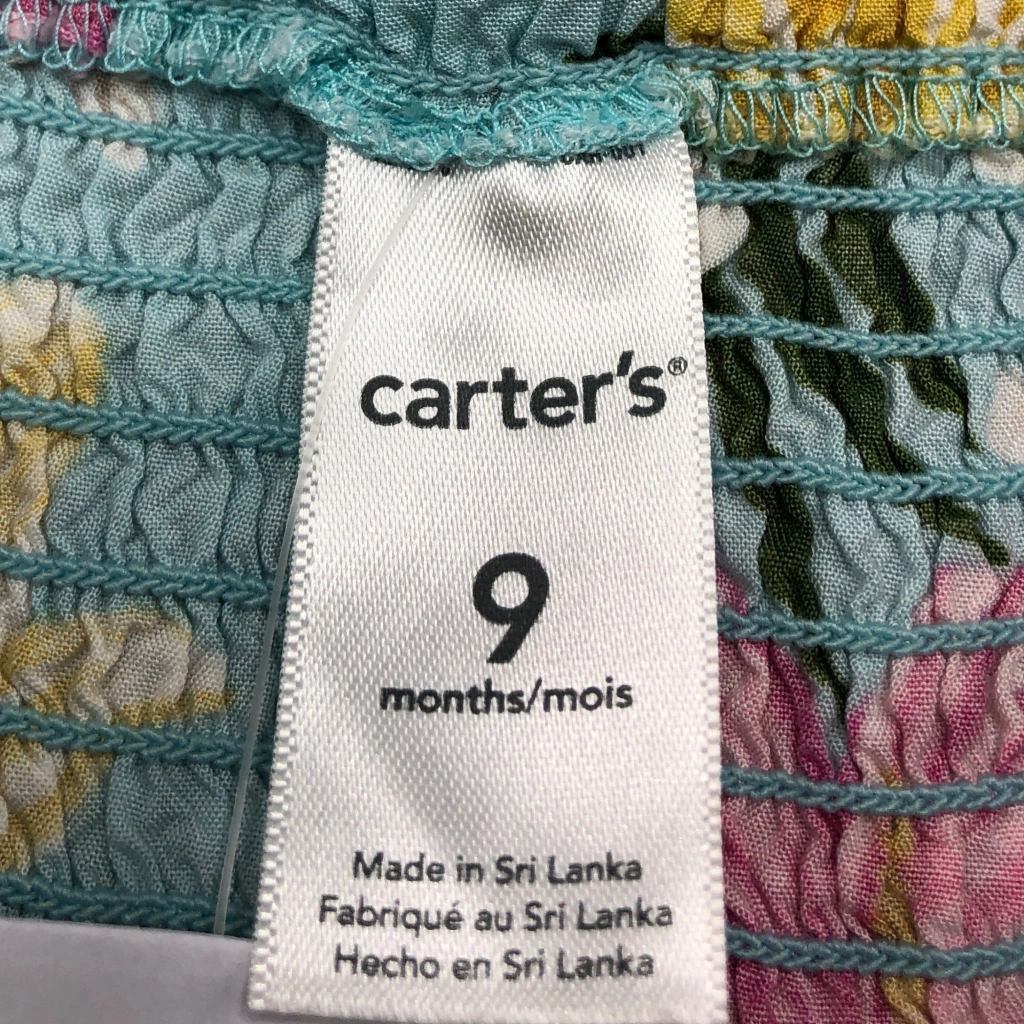 carter's®
9
months/mois
Made in Sri Lanka
Fabriqué au Sri Lanka
Hecho en Sri Lanka